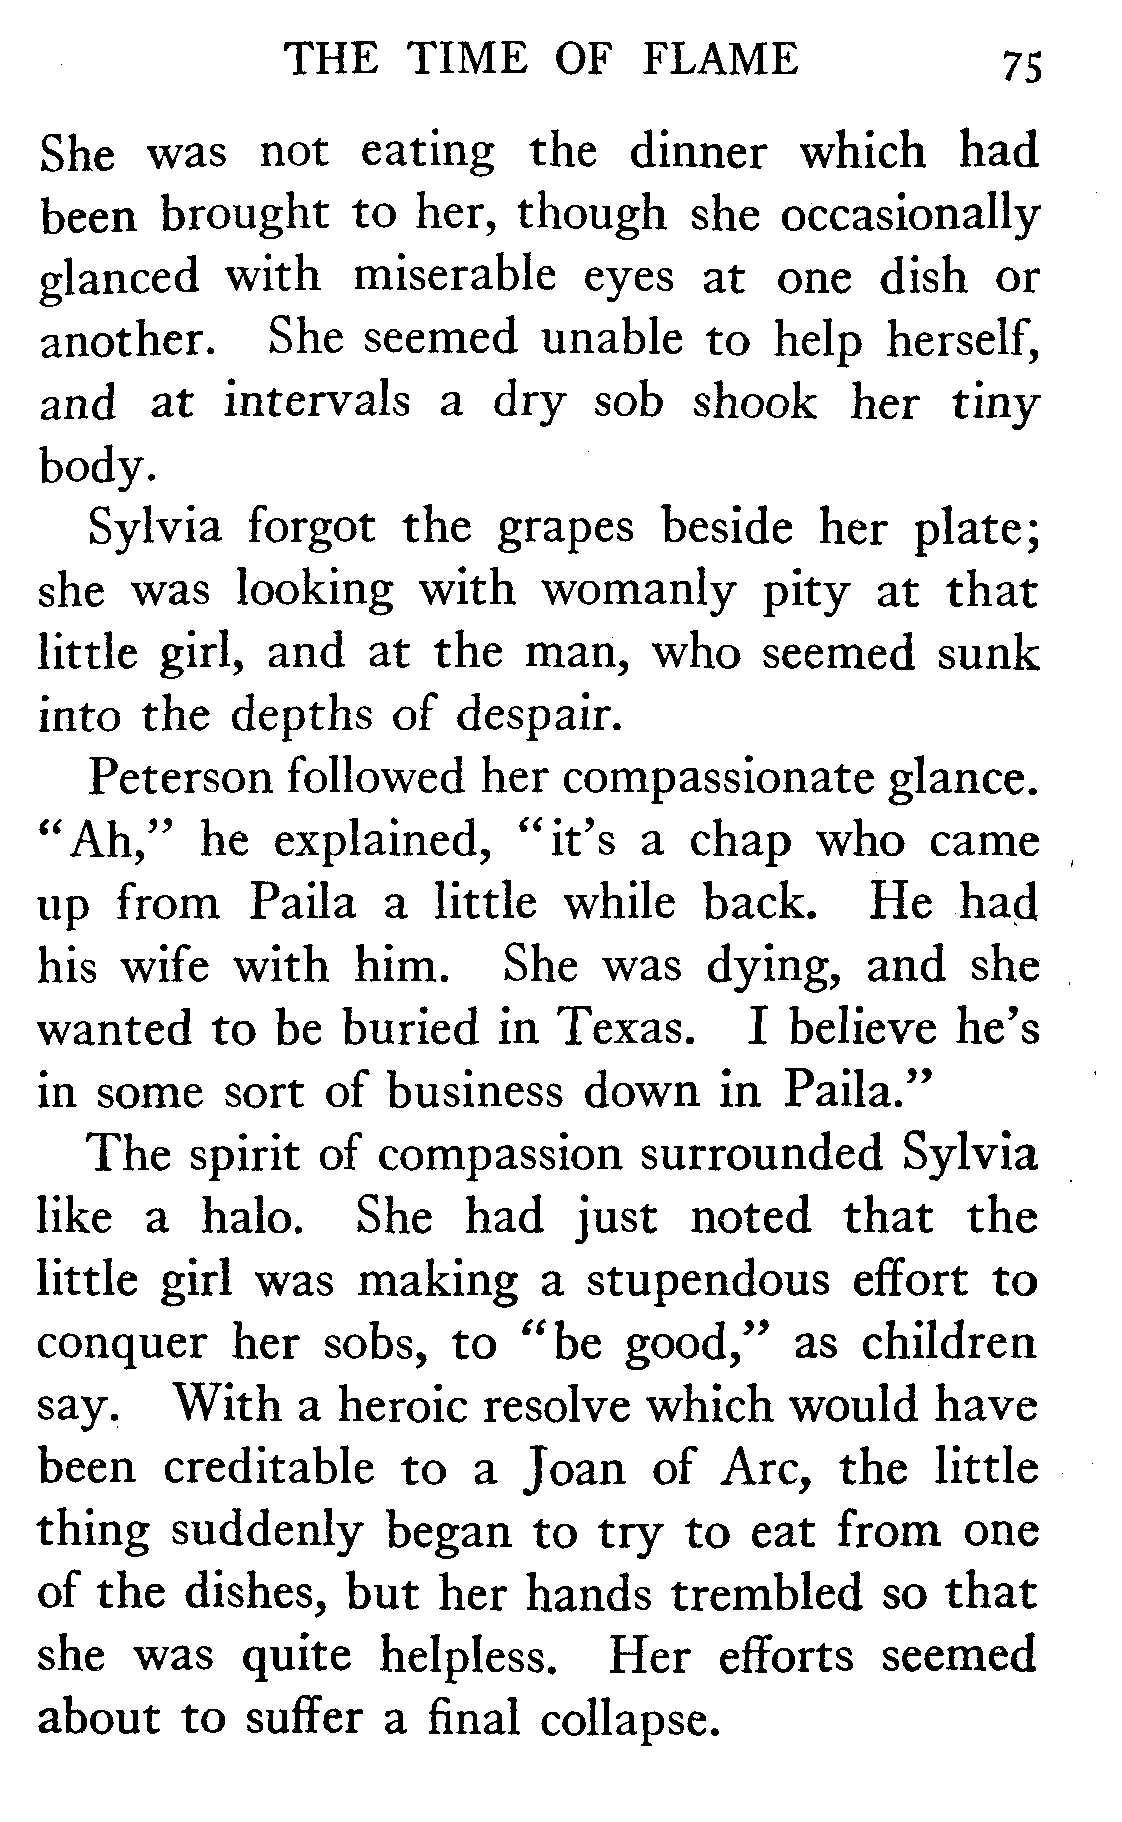 THE TIME OF FLAME 75
She was not eating the dinner which had
been brought to her, though she occasionally
glanced with miserable eyes at one dish or
another. She seemed unable to help herself,
and at intervals a dry sob shook her tiny
body.
Sylvia forgot the grapes beside her plate;
she was looking with womanly pity at that
little girl, and at the man, who seemed sunk
into the depths of despair.
Peterson followed her compassionate glance.
“Ah,” he explained, “it’s a chap who came
up from Paila a little while back. He had
his wife with him. She was dying, and she
wanted to be buried in Texas. I believe he’s
in some sort of business down in Paila.”
The spirit of compassion surrounded Sylvia
like a halo. She had just noted that the
little girl was making a stupendous effort to
conquer her sobs, to “be good,” as children
say. With a heroic resolve which would have
been creditable to a Joan of Arc, the little
thing suddenly began to try to eat from one
of the dishes, but her hands trembled so that
she was quite helpless. Her efforts seemed
about to suffer a final collapse.